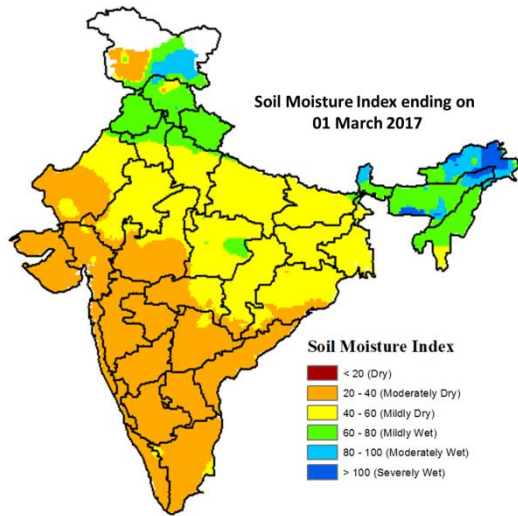 Soil Moisture Index ending on
01 March 2017
Soil Moisture Index
< 20 (Dry)
20 - 40 (Moderately Dry)
40 - 60 (Mildly Dry)
60 - 80 (Mildly Wet)
80 - 100 (Moderately Wet)
> 100 (Severely Wet)